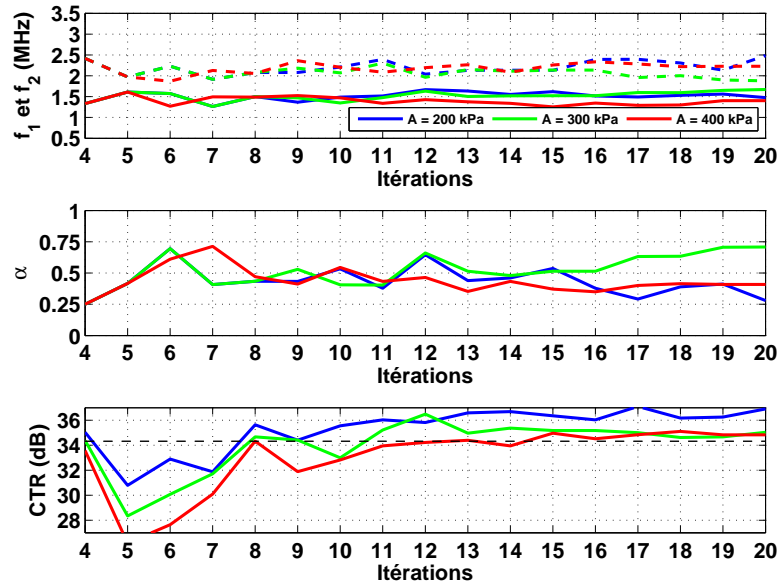 f_1 et f_2 (MHz)
3.5
3
2.5
2
1.5
1
0.5
A = 200 kPa
A = 300 kPa
A = 400 kPa
4 5 6 7 8 9 10 11 12 13 14 15 16 17 18 19 20
Itérations
α
1
0.75
0.5
0.25
0
4 5 6 7 8 9 10 11 12 13 14 15 16 17 18 19 20
Itérations
CTR (dB)
36
34
32
30
28
4 5 6 7 8 9 10 11 12 13 14 15 16 17 18 19 20
Itérations